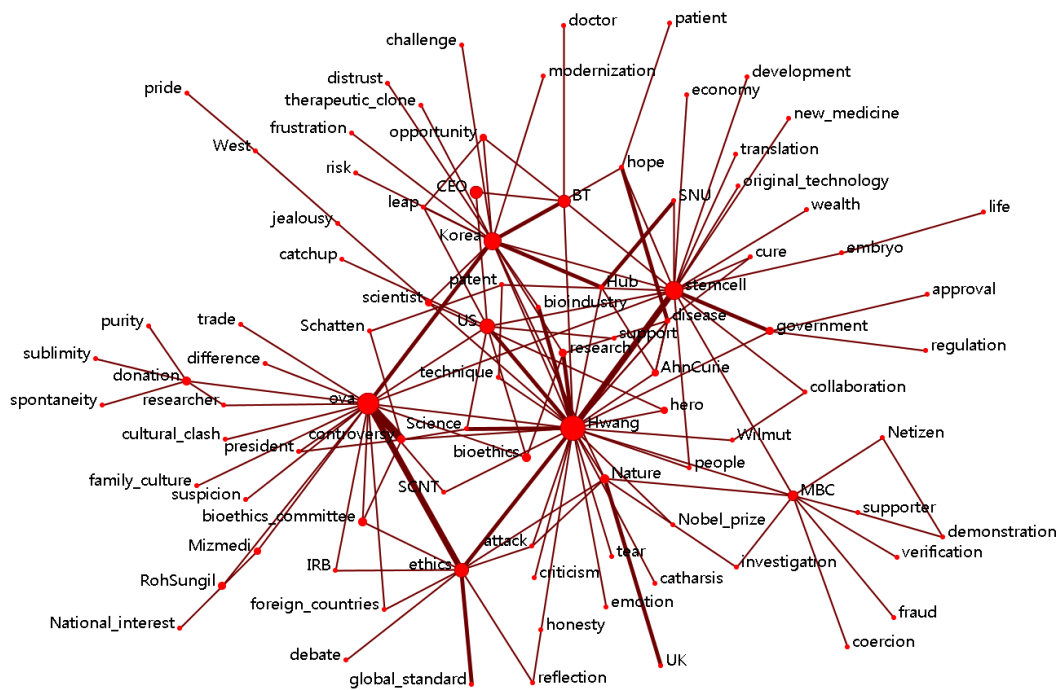 doctor
patient
challenge
modernization
development
distrust
pride
economy
therapeutic_clone
new_medicine
frustration
opportunity
West
translation
hope
risk
original_technology
CEO
BT
SNU
leap
wealth
life
jealousy
Korea
embryo
cure
catchup
patent
Hub
stemcell
scientist
bioindustry
approval
purity
trade
Schatten
US
support
disease
government
sublimity
difference
research
regulation
donation
technique
AhnCurie
spontaneity
researcher
ova
collaboration
hero
Science
Hwang
cultural_clash
president
controversy
bioethics
Wilmut
Netizen
family_culture
suspicion
SCNT
Nature
people
MBC
bioethics_committee
supporter
Nobel_prize
demonstration
Mizmedi
attack
tear
verification
IRB
ethics
criticism
investigation
RohSungil
catharsis
foreign_countries
emotion
fraud
National_interest
honesty
coercion
debate
UK
global_standard
reflection